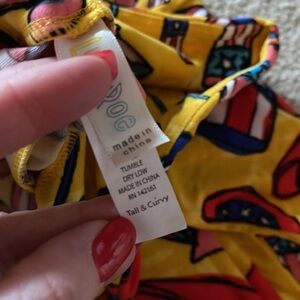 made in
china
TUMBLE
DRY LOW
MADE IN CHINA
RN 142161
Tall & Curvy